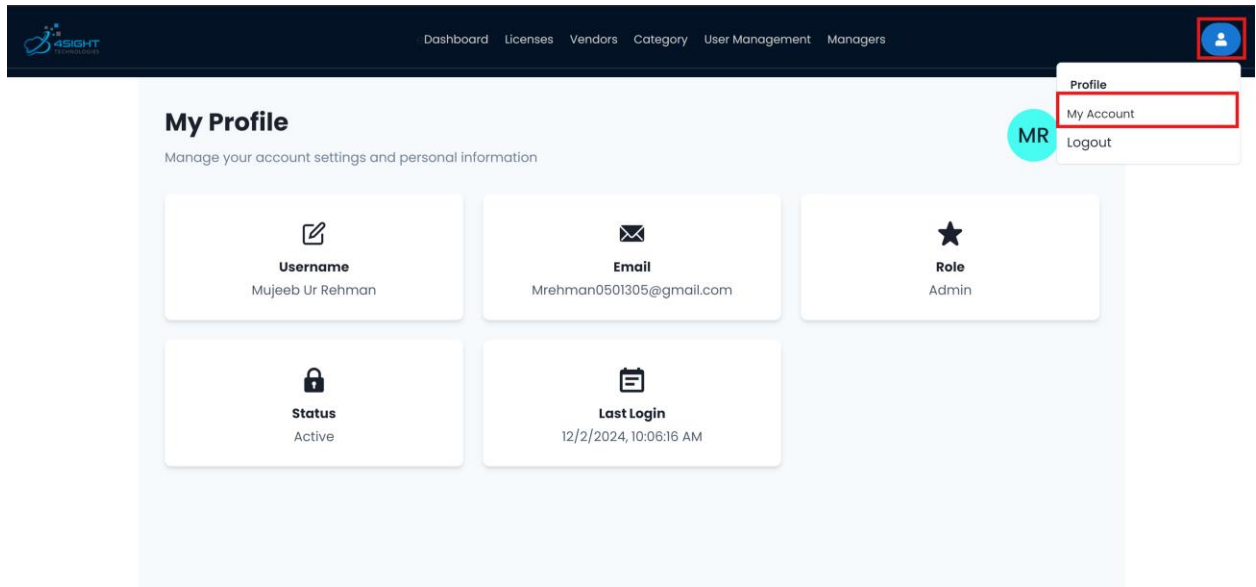 4SIGHT
TECHNOLOGIES
Dashboard Licenses Vendors Category User Management Managers
Profile
My Account
Logout
My Profile
Manage your account settings and personal information
MR
Username
Mujeeb Ur Rehman
Email
Mrehman0501305@gmail.com
Role
Admin
Status
Active
Last Login
12/2/2024, 10:06:16 AM